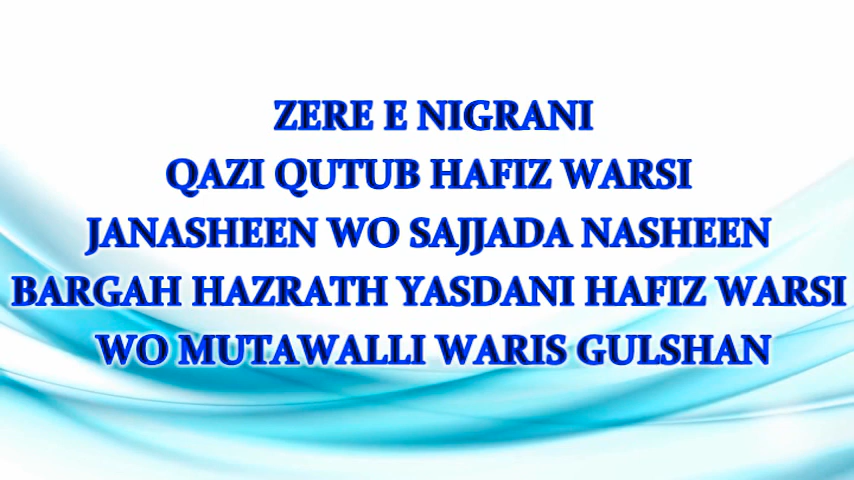 ZERE E NIGRANI
QAZI QUTUB HAFIZ WARSI
JANASHEEN WO SAJJADA NASHEEN
BARGAH HAZRATH YASDANI HAFIZ WARSI
WO MUTAWALLI WARIS GULSHAN